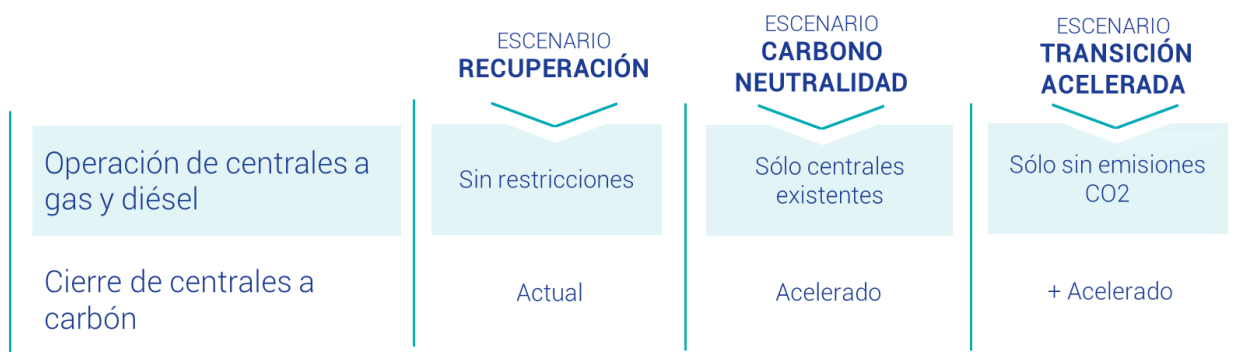 ESCENARIO
RECUPERACIÓN
ESCENARIO
CARBONO
NEUTRALIDAD
ESCENARIO
TRANSICIÓN
ACELERADA
Operación de centrales a
gas y diésel
Sin restricciones
Sólo centrales
existentes
Sólo sin emisiones
CO2
Cierre de centrales a
carbón
Actual
Acelerado
+ Acelerado